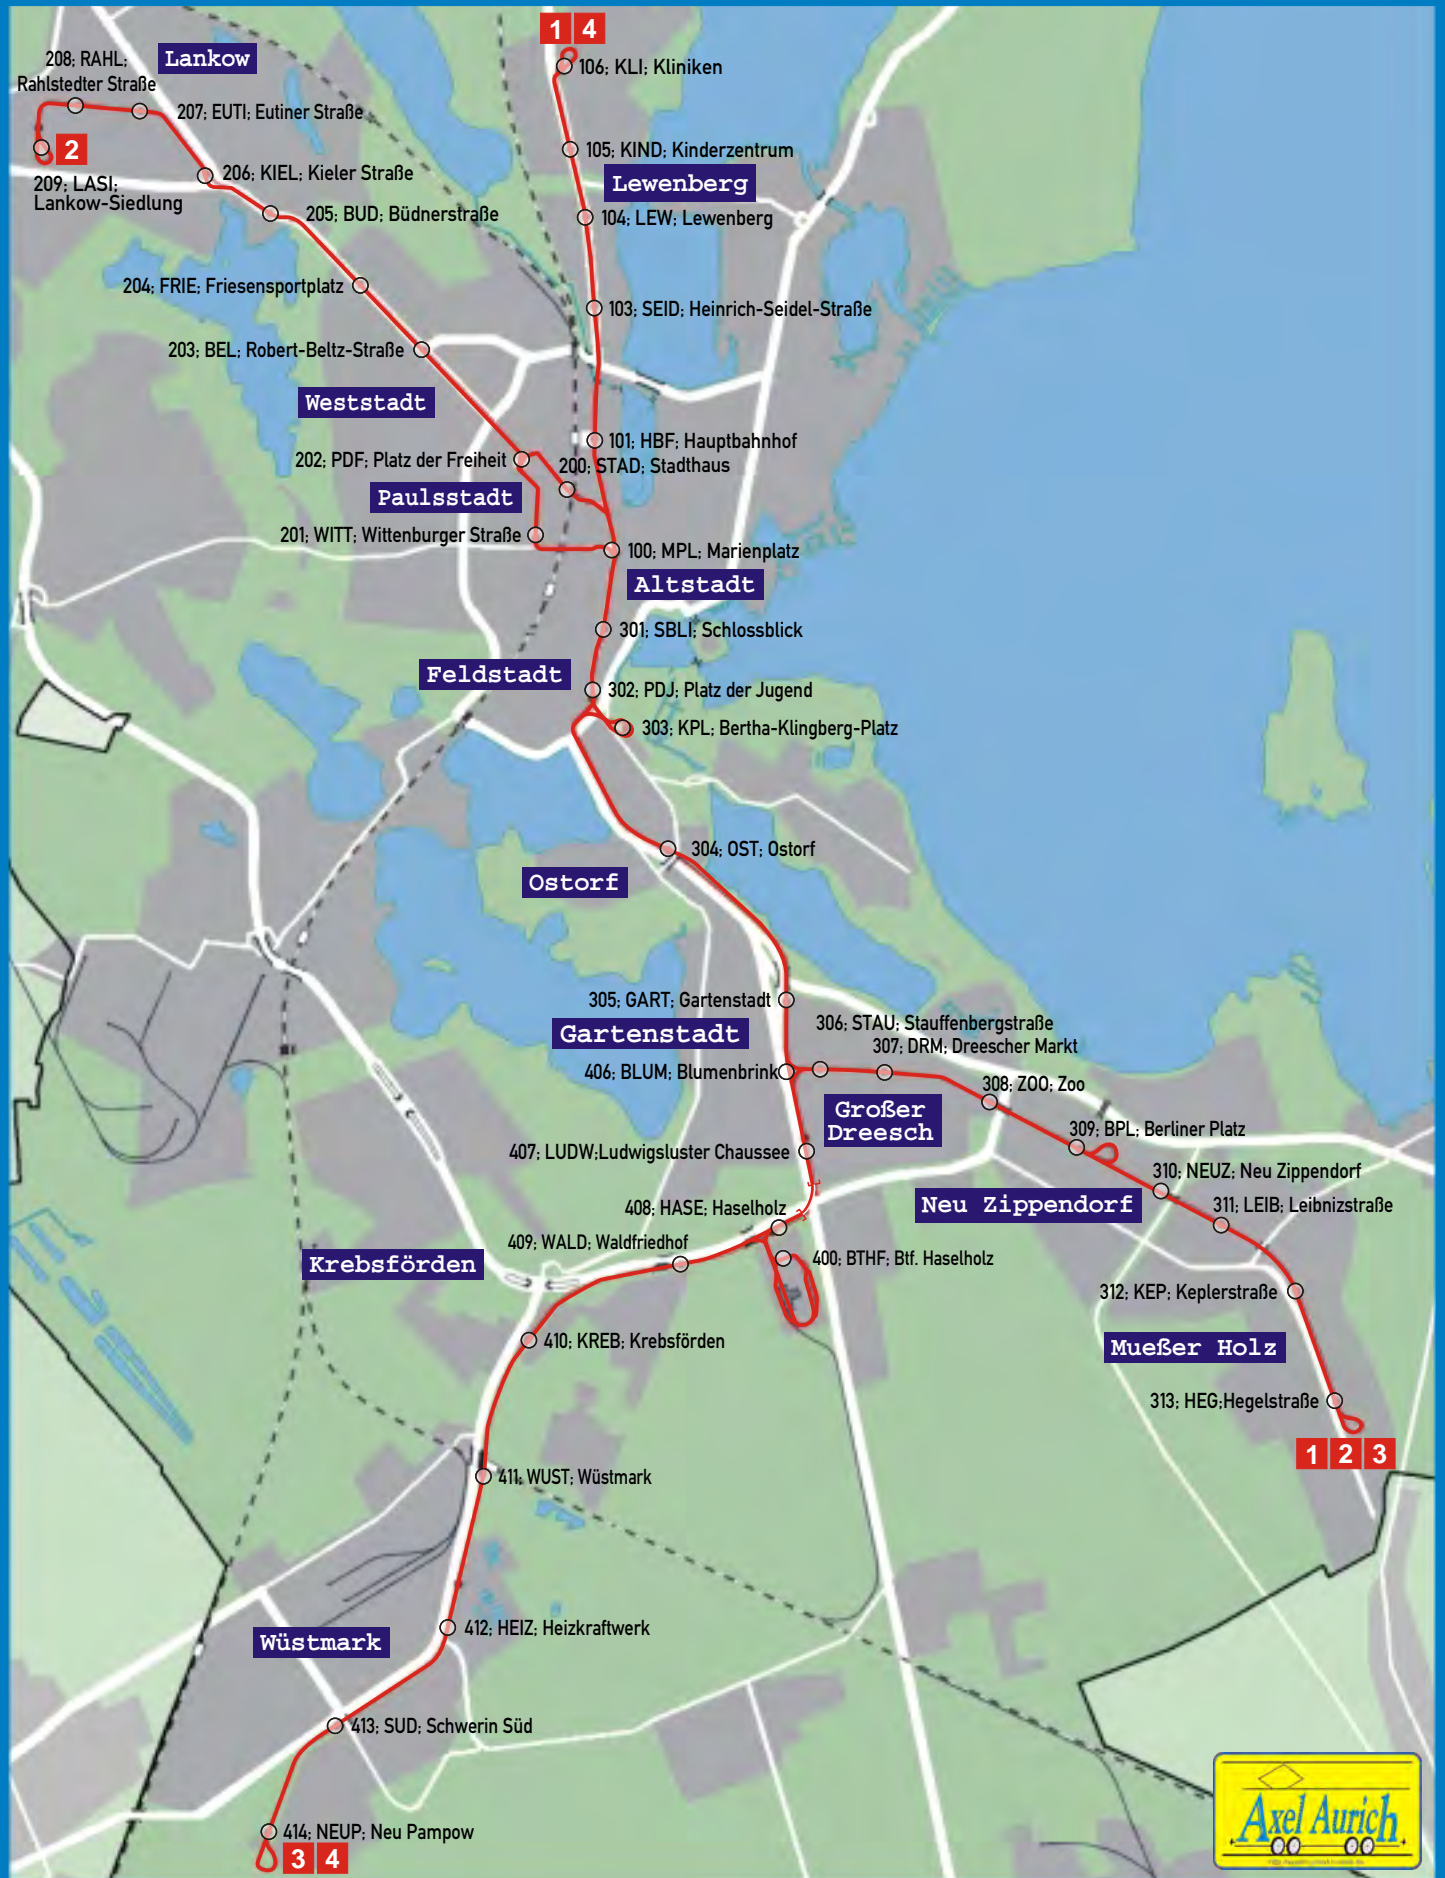 1 4
208; RAHL;
Rahlstedter Straße
Lankow
106; KLI; Kliniken
207; EUTI; Eutiner Straße
2
105; KIND; Kinderzentrum
206; KIEL; Kieler Straße
209; LASI;
Lankow-Siedlung
Lewenberg
205; BUD; Büdnerstraße
104; LEW; Lewenberg
204; FRIE; Friesensportplatz
103; SEID; Heinrich-Seidel-Straße
203; BEL; Robert-Beltz-Straße
Weststadt
101; HBF; Hauptbahnhof
202; PDF; Platz der Freiheit
200; STAD; Stadthaus
Paulsstadt
201; WITT; Wittenburger Straße
100; MPL; Marienplatz
Altstadt
301; SBLI; Schlossblick
Feldstadt
302; PDJ; Platz der Jugend
303; KPL; Bertha-Klingberg-Platz
304; OST; Ostorf
Ostorf
305; GART; Gartenstadt
Gartenstadt
306; STAU; Stauffenbergstraße
307; DRM; Dreescher Markt
406; BLUM; Blumenbrink
308; ZOO; Zoo
Großer
Dreesch
309; BPL; Berliner Platz
407; LUDW;Ludwigsluster Chaussee
310; NEUZ; Neu Zippendorf
Neu Zippendorf
311; LEIB; Leibnizstraße
408; HASE; Haselholz
409; WALD; Waldfriedhof
400; BTHF; Btf. Haselholz
Krebsförden
312; KEP; Keplerstraße
410; KREB; Krebsförden
Mueßer Holz
313; HEG;Hegelstraße
1 2 3
411; WUST; Wüstmark
412; HEIZ; Heizkraftwerk
Wüstmark
413; SUD; Schwerin Süd
414; NEUP; Neu Pampow
3 4
Axel Aurich